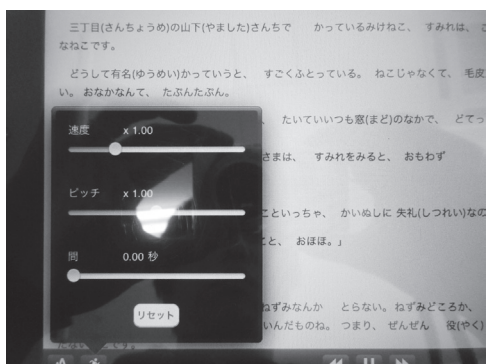 三丁目(さんちょうめ)の山下(やました)さんちで　かっているみけねこ、すみれは、
なねこです。
どうして有名(ゆうめい)かっていうと、すごくふとっている。ねこじゃなくて、毛皮
い。おなかなんて、たぷんたぷん。
、たいていいつも窓(まど)のなかで、どてっ
さまは、すみれをみると、おもわず
こといっちゃ、かいぬしに 失礼(しつれい)なの
こと、おほほ。」
ねずみなんか　とらない。ねずみどころか、
いんだものね。つまり、ぜんぜん　役(やく)
速度 x 1.00
ピッチ x 1.00
間 0.00 秒
リセット